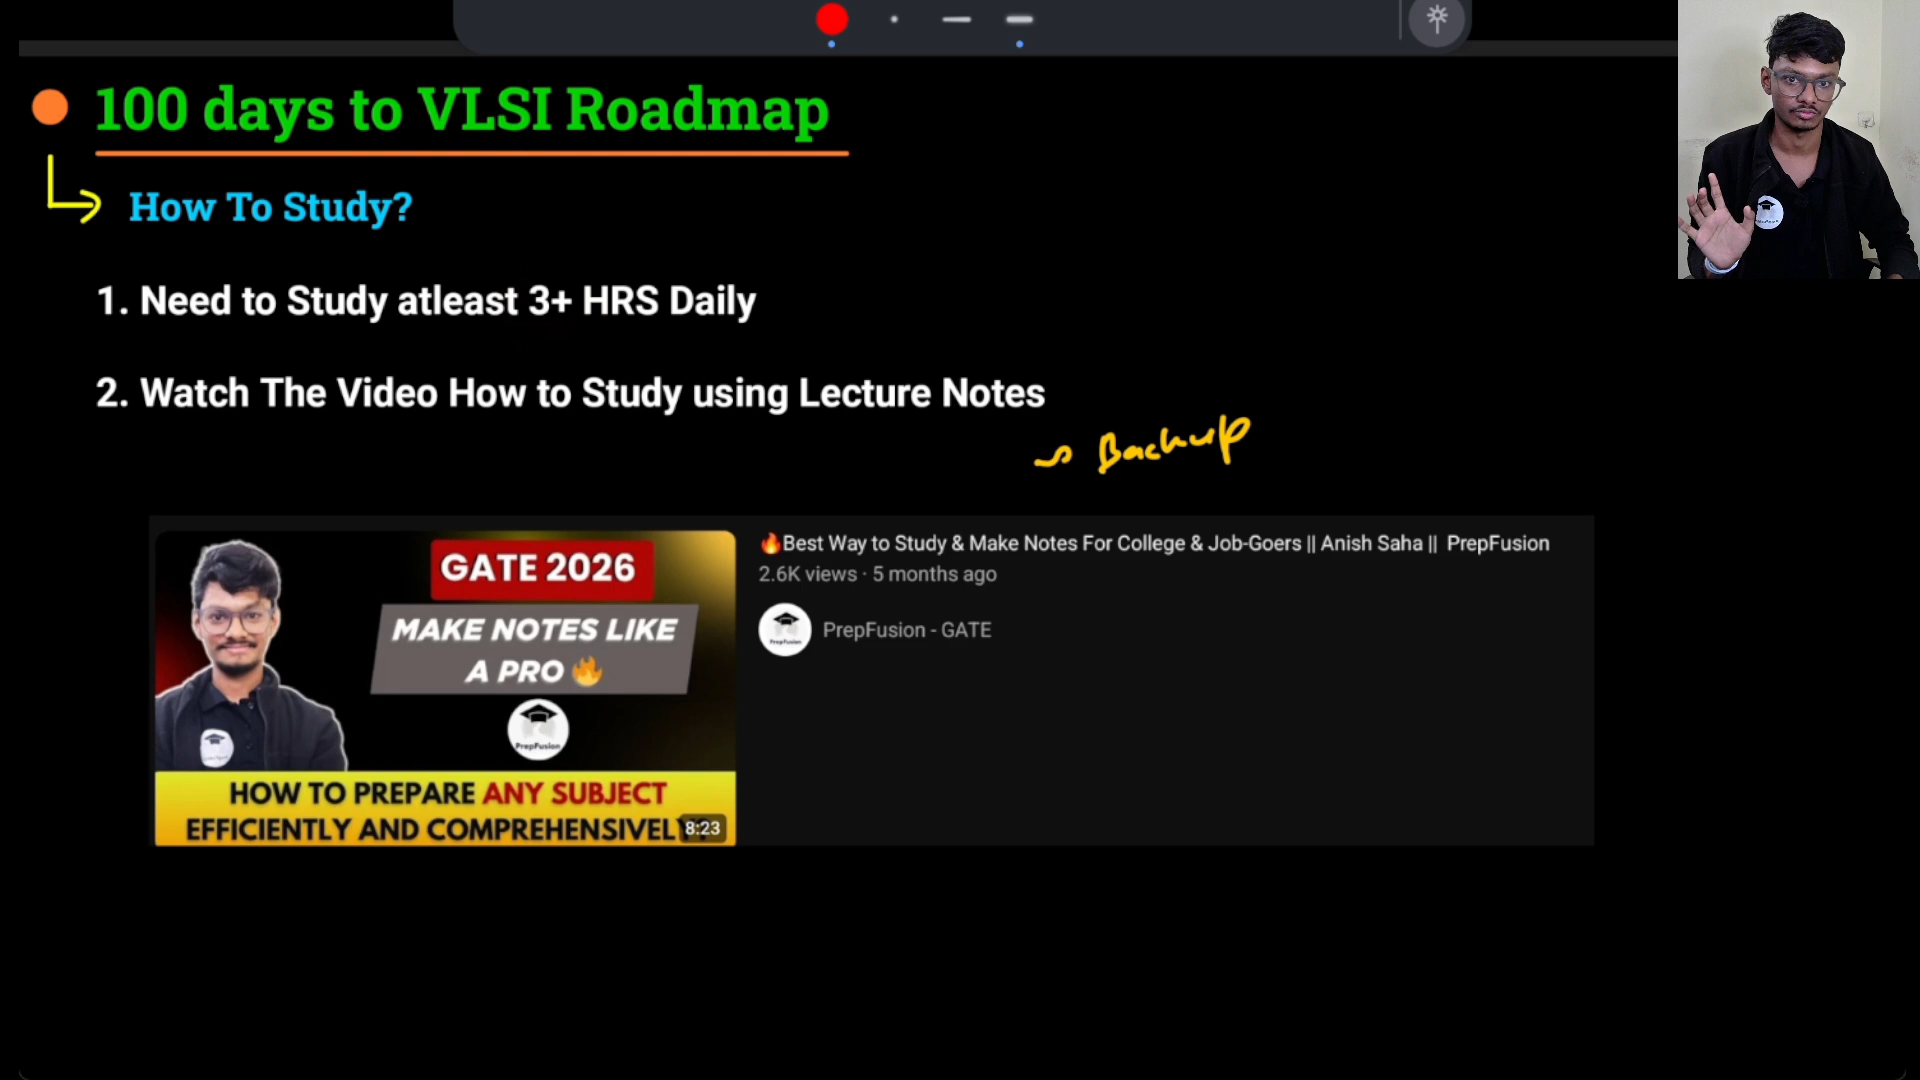 100 days to VLSI Roadmap
How To Study?
1. Need to Study atleast 3+ HRS Daily
2. Watch The Video How to Study using Lecture Notes
Backup
GATE 2026
MAKE NOTES LIKE
A PRO 🔥
PrepFusion
HOW TO PREPARE ANY SUBJECT
EFFICIENTLY AND COMPREHENSIVELY
8:23
🔥Best Way to Study & Make Notes For College & Job-Goers || Anish Saha || PrepFusion
2.6K views · 5 months ago
PrepFusion
PrepFusion - GATE